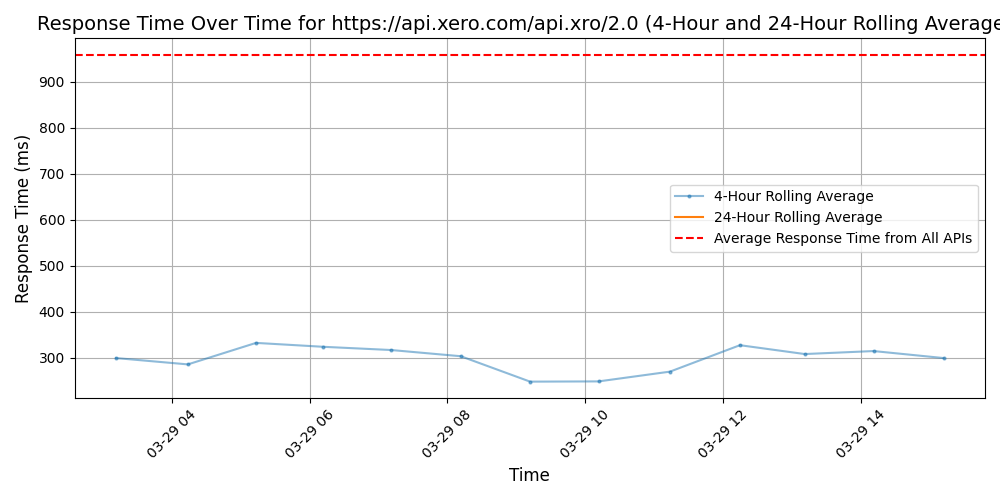 Response Time Over Time for https://api.xero.com/api.xro/2.0 (4-Hour and 24-Hour Rolling Average
900
800
700
600
500
400
300
Response Time (ms)
4-Hour Rolling Average
24-Hour Rolling Average
Average Response Time from All APIs
03-29 04
03-29 06
03-29 08
03-29 10
03-29 12
03-29 14
Time